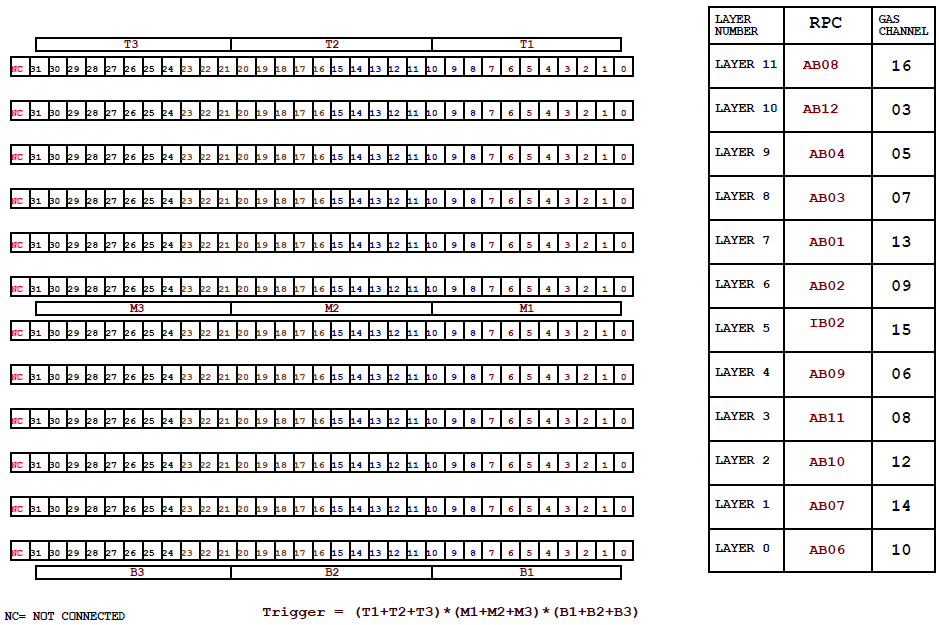 LAYER NUMBER RPC GAS CHANNEL
T3 T2 T1
NC 31 30 29 28 27 26 25 24 23 22 21 20 19 18 17 16 15 14 13 12 11 10 9 8 7 6 5 4 3 2 1 0
LAYER 11 AB08 16
NC 31 30 29 28 27 26 25 24 23 22 21 20 19 18 17 16 15 14 13 12 11 10 9 8 7 6 5 4 3 2 1 0
LAYER 10 AB12 03
NC 31 30 29 28 27 26 25 24 23 22 21 20 19 18 17 16 15 14 13 12 11 10 9 8 7 6 5 4 3 2 1 0
LAYER 9 AB04 05
NC 31 30 29 28 27 26 25 24 23 22 21 20 19 18 17 16 15 14 13 12 11 10 9 8 7 6 5 4 3 2 1 0
LAYER 8 AB03 07
NC 31 30 29 28 27 26 25 24 23 22 21 20 19 18 17 16 15 14 13 12 11 10 9 8 7 6 5 4 3 2 1 0
LAYER 7 AB01 13
NC 31 30 29 28 27 26 25 24 23 22 21 20 19 18 17 16 15 14 13 12 11 10 9 8 7 6 5 4 3 2 1 0
LAYER 6 AB02 09
M3 M2 M1
NC 31 30 29 28 27 26 25 24 23 22 21 20 19 18 17 16 15 14 13 12 11 10 9 8 7 6 5 4 3 2 1 0
LAYER 5 IB02 15
NC 31 30 29 28 27 26 25 24 23 22 21 20 19 18 17 16 15 14 13 12 11 10 9 8 7 6 5 4 3 2 1 0
LAYER 4 AB09 06
NC 31 30 29 28 27 26 25 24 23 22 21 20 19 18 17 16 15 14 13 12 11 10 9 8 7 6 5 4 3 2 1 0
LAYER 3 AB11 08
NC 31 30 29 28 27 26 25 24 23 22 21 20 19 18 17 16 15 14 13 12 11 10 9 8 7 6 5 4 3 2 1 0
LAYER 2 AB10 12
NC 31 30 29 28 27 26 25 24 23 22 21 20 19 18 17 16 15 14 13 12 11 10 9 8 7 6 5 4 3 2 1 0
LAYER 1 AB07 14
NC 31 30 29 28 27 26 25 24 23 22 21 20 19 18 17 16 15 14 13 12 11 10 9 8 7 6 5 4 3 2 1 0
LAYER 0 AB06 10
B3 B2 B1
NC= NOT CONNECTED
Trigger = (T1+T2+T3)*(M1+M2+M3)*(B1+B2+B3)